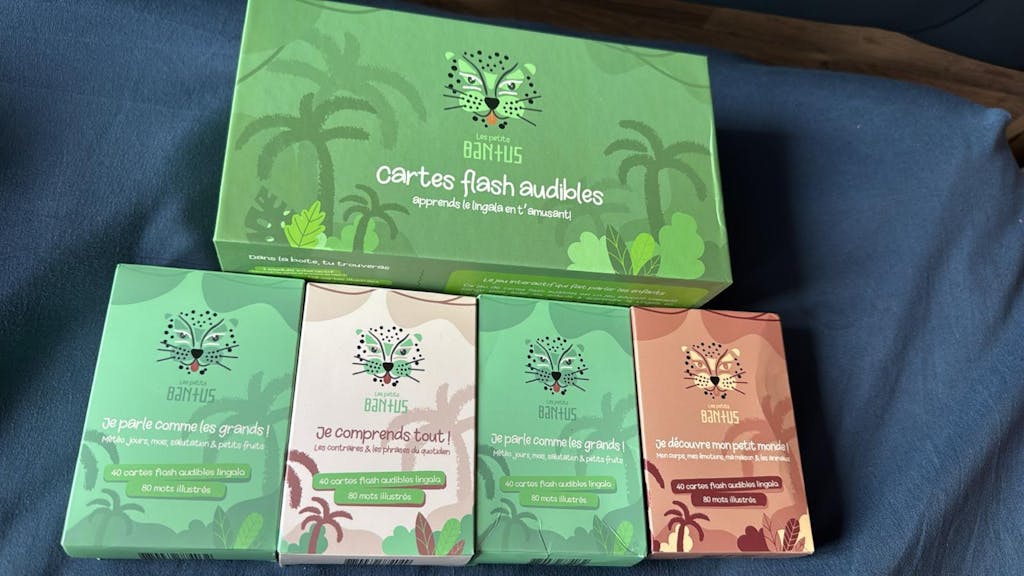 Les petits
BANTUS
Cartes flash audibles
apprends le lingala en t'amusant!
Dans la boite, tu trouveras
Le jeu interactif qui fait parler les enfants
Les petits
BANTUS
Je parle comme les grands !
Météo, jours, mois, salutation & petits fruits
40 cartes flash audibles lingala
80 mots illustrés
Les petits
BANTUS
Je comprends tout !
Les contraires & les phrases du quotidien
40 cartes flash audibles lingala
80 mots illustrés
Les petits
BANTUS
Je parle comme les grands !
Météo, jours, mois, salutation & petits fruits
40 cartes flash audibles lingala
80 mots illustrés
Les petits
BANTUS
Je découvre mon petit monde !
Mon corps, mes émotions, ma maison & les animaux
40 cartes flash audibles lingala
80 mots illustrés